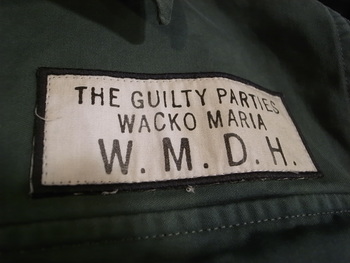 THE GUILTY PARTIES
WACKO MARIA
W. M. D. H.